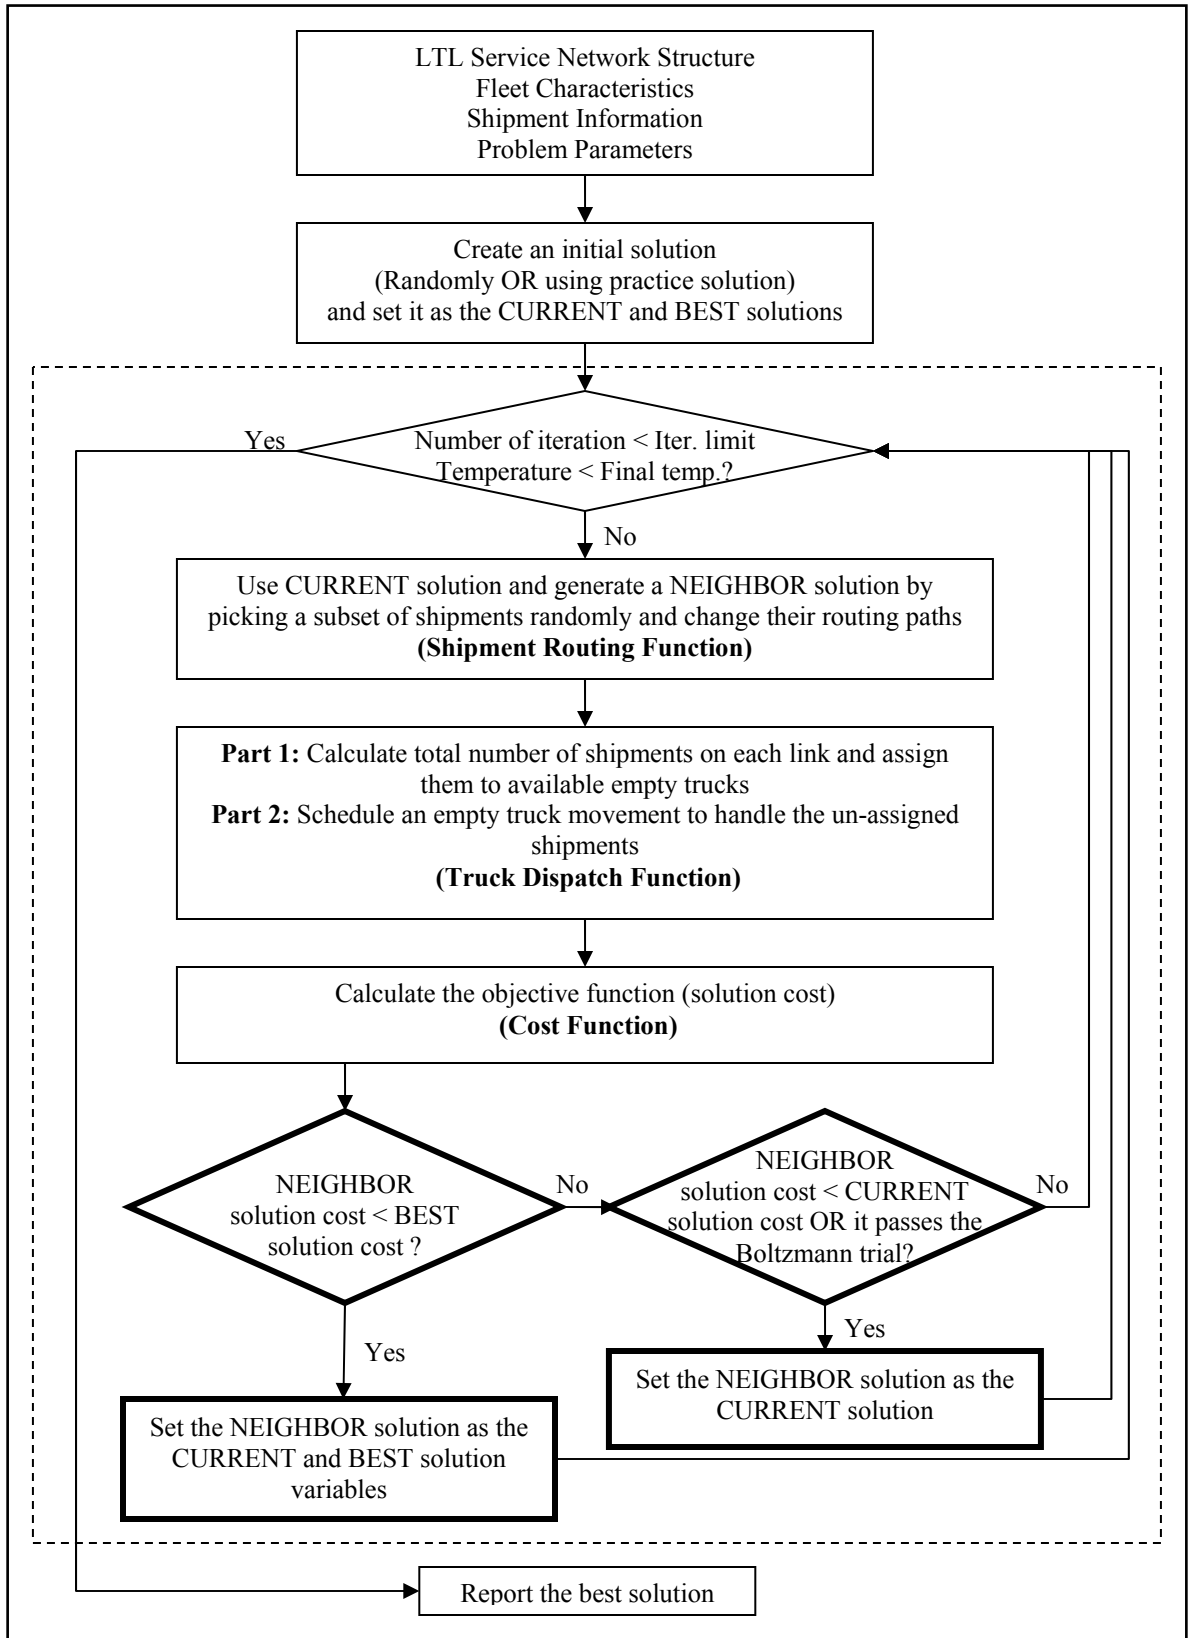 LTL Service Network Structure
Fleet Characteristics
Shipment Information
Problem Parameters
Create an initial solution
(Randomly OR using practice solution)
and set it as the CURRENT and BEST solutions
Yes
Number of iteration < Iter. limit
Temperature < Final temp.?
No
Use CURRENT solution and generate a NEIGHBOR solution by
picking a subset of shipments randomly and change their routing paths
(Shipment Routing Function)
Part 1: Calculate total number of shipments on each link and assign
them to available empty trucks
Part 2: Schedule an empty truck movement to handle the un-assigned
shipments
(Truck Dispatch Function)
Calculate the objective function (solution cost)
(Cost Function)
NEIGHBOR
solution cost < BEST
solution cost ?
No
NEIGHBOR
solution cost < CURRENT
solution cost OR it passes the
Boltzmann trial?
No
Yes
Yes
Set the NEIGHBOR solution as the
CURRENT solution
Set the NEIGHBOR solution as the
CURRENT and BEST solution
variables
Report the best solution